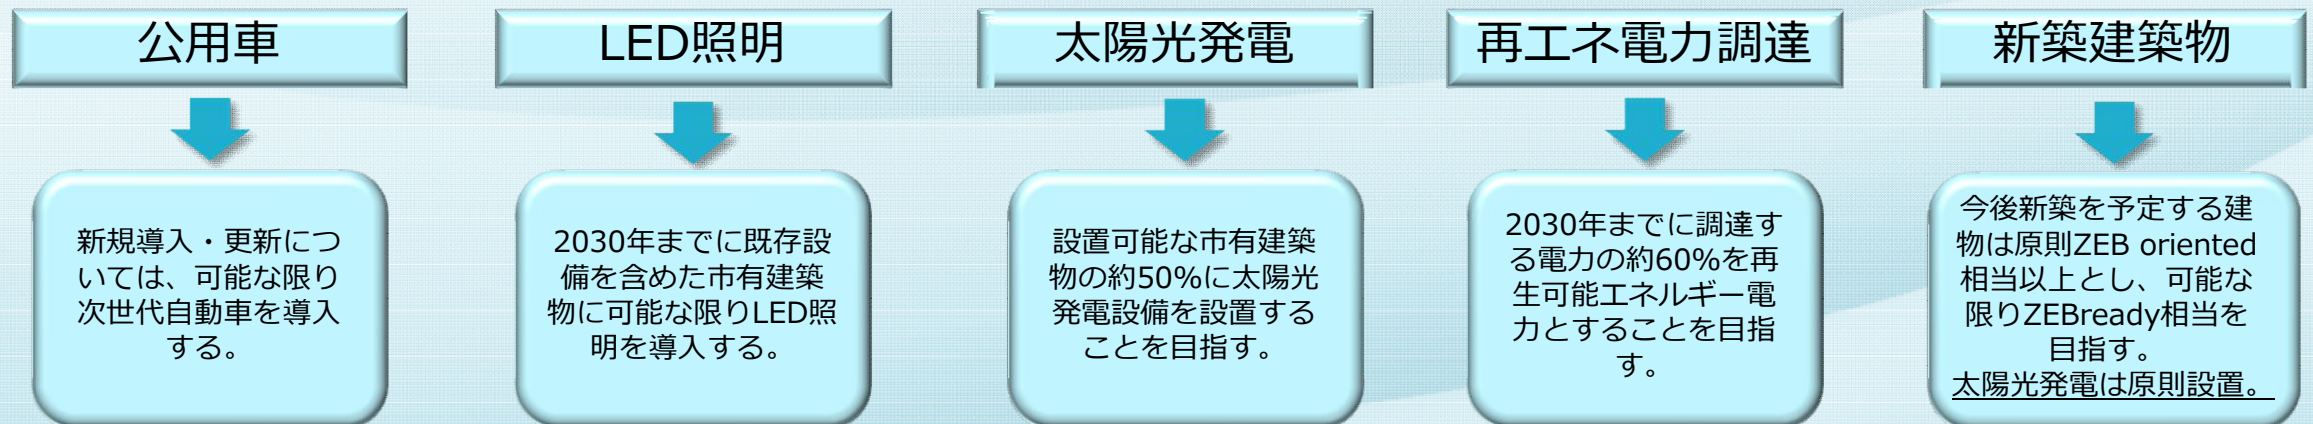 公用車
新規導入・更新につ
いては、可能な限り
次世代自動車を導入
する。
LED照明
2030年までに既存設
備を含めた市有建築
物に可能な限りLED照
明を導入する。
太陽光発電
設置可能な市有建築
物の約50%に太陽光
発電設備を設置する
ことを目指す。
再エネ電力調達
2030年までに調達す
る電力の約60%を再
生可能エネルギー電
力とすることを目指
す。
新築建築物
今後新築を予定する建
物は原則ZEB oriented
相当以上とし、可能な
限りZEBready相当を
目指す。
太陽光発電は原則設置。